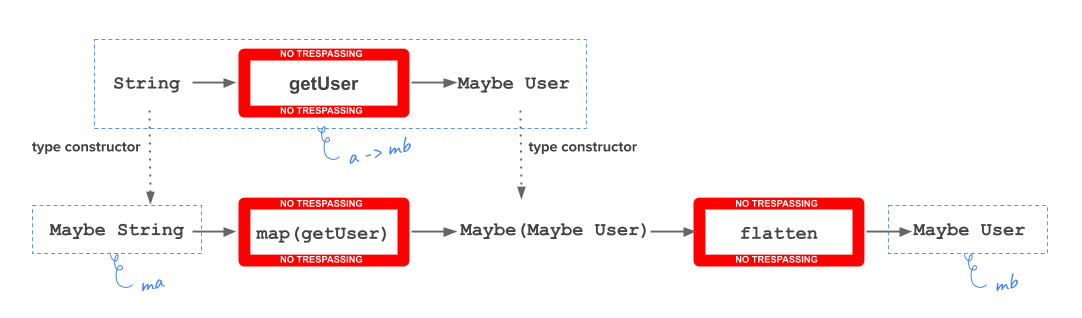 NO TRESPASSING
String
getUser
Maybe User
NO TRESPASSING
type constructor
a -> mb
type constructor
NO TRESPASSING
NO TRESPASSING
Maybe String
map(getUser)
Maybe(Maybe User)
flatten
Maybe User
NO TRESPASSING
NO TRESPASSING
ma
mb